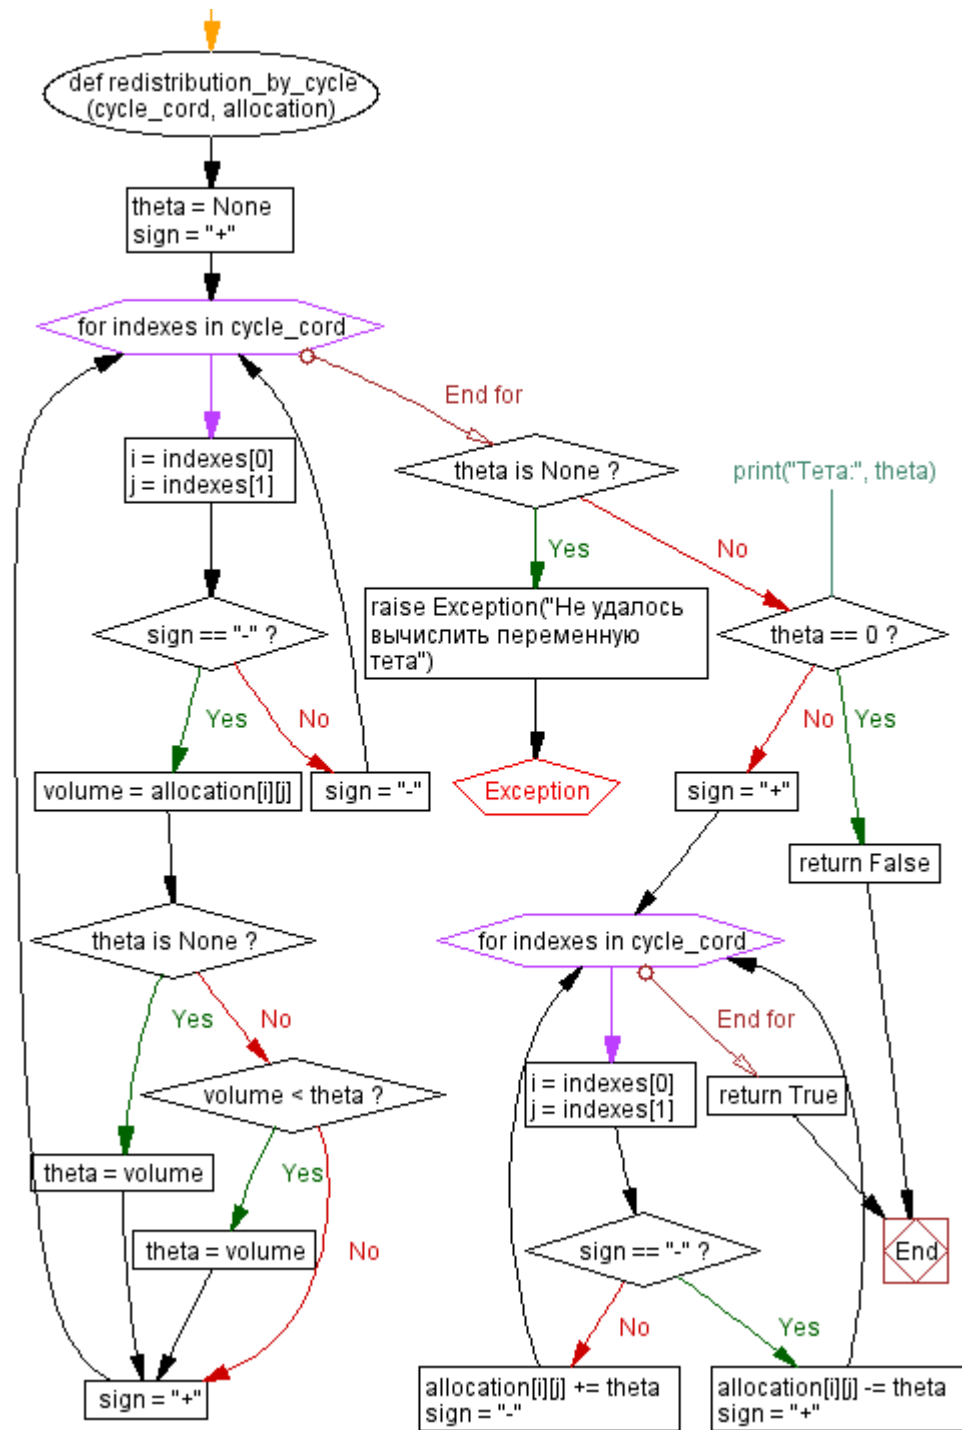 def redistribution_by_cycle
(cycle_cord, allocation)
theta = None
sign = "+"
for indexes in cycle_cord
End for
i = indexes[0]
j = indexes[1]
theta is None ?
print("Тета:", theta)
Yes
No
raise Exception("Не удалось
вычислить переменную
тета")
sign == "-" ?
theta == 0 ?
Yes
No
No
Yes
volume = allocation[i][j]
sign = "-"
Exception
sign = "+"
return False
theta is None ?
for indexes in cycle_cord
Yes
No
End for
volume < theta ?
i = indexes[0]
j = indexes[1]
return True
theta = volume
Yes
theta = volume
No
sign == "-" ?
End
No
Yes
sign = "+"
allocation[i][j] += theta
sign = "-"
allocation[i][j] -= theta
sign = "+"